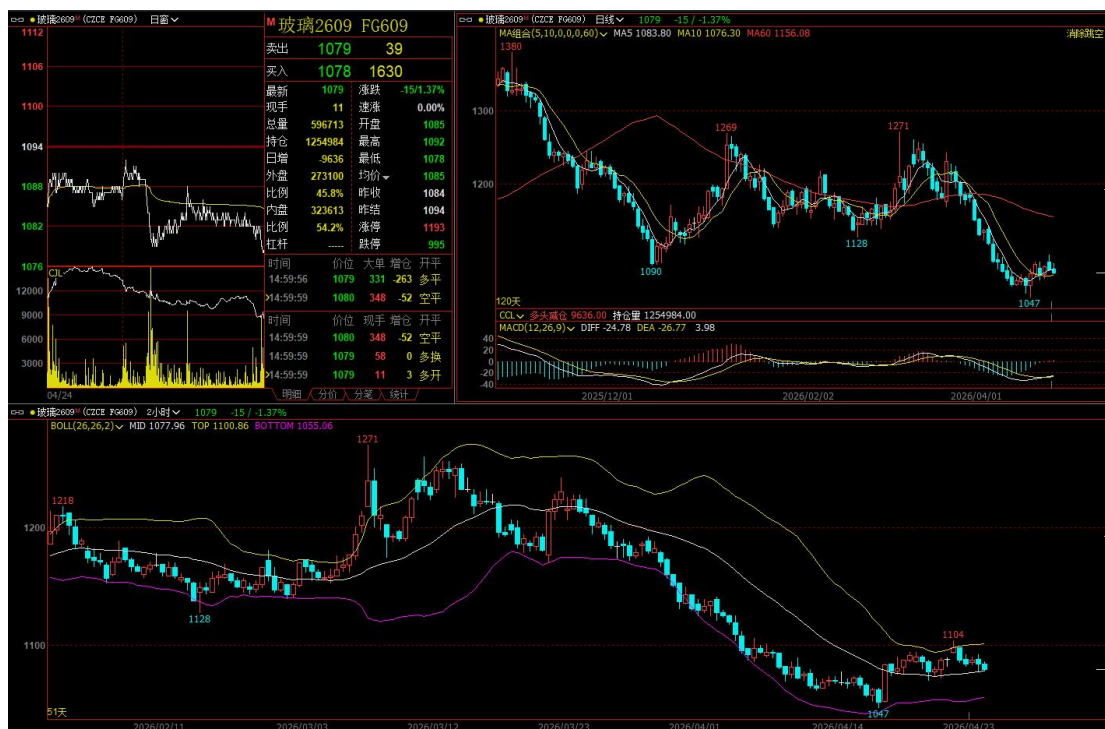 玻璃2609M (CZCE FG609) 日窗
1112
1106
1100
1094
1088
1082
1076
CJL
12000
9000
6000
3000
04/24
M 玻璃2609 FG609
卖出 1079 39
买入 1078 1630
最新 1079 涨跌 -15/1.37%
现手 11 速涨 0.00%
总量 596713 开盘 1085
持仓 1254984 最高 1092
日增 -9636 最低 1078
外盘 273100 均价 1085
比例 45.8% 昨收 1084
内盘 323613 昨结 1094
比例 54.2% 涨停 1193
杠杆 ----- 跌停 995
时间 价位 大单 增仓 开平
14:59:56 1079 331 -263 多平
14:59:59 1080 348 -52 空平
时间 价位 现手 增仓 开平
14:59:59 1080 348 -52 空平
14:59:59 1079 58 0 多换
14:59:59 1079 11 3 多开
明细 分价 分笔 统计
玻璃2609M (CZCE FG609) 日线 1079 -15 / -1.37%
MA组合(5,10,0,0,0,60) MA5 1083.80 MA10 1076.30 MA60 1156.08 消除跳空
1380
1300
1269
1271
1200
1128
1090
1047
120天
CCL 多头减仓 9636.00 持仓量 1254984.00
MACD(12,26,9) DIFF -24.78 DEA -26.77 3.98
40
20
0
-20
-40
2025/12/01 2026/02/02 2026/04/01
玻璃2609M (CZCE FG609) 2小时 1079 -15 / -1.37%
BOLL(26,26,2) MID 1077.96 TOP 1100.86 BOTTOM 1055.06
1271
1218
1200
1128
1104
1100
1047
51天
2026/02/11 2026/03/03 2026/03/12 2026/03/23 2026/04/01 2026/04/14 2026/04/23